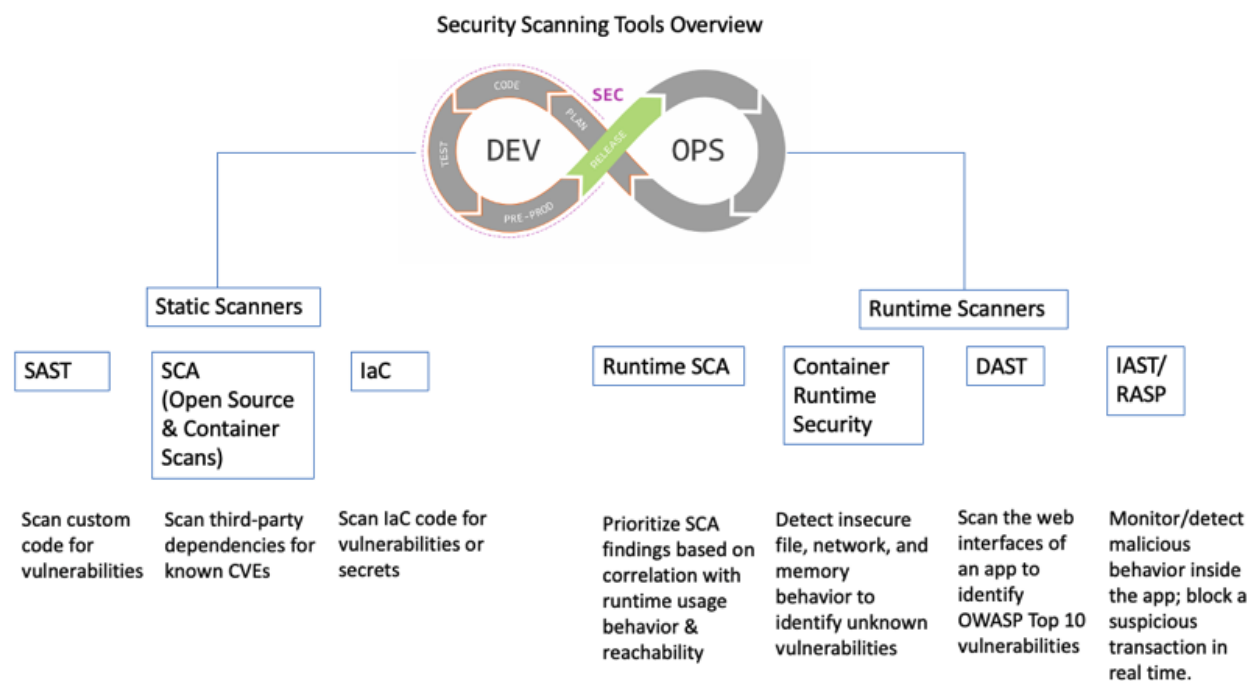 Security Scanning Tools Overview
CODE
SEC
PLAN
TEST
DEV
RELEASE
OPS
PRE-PROD
Static Scanners
Runtime Scanners
SAST
SCA
(Open Source
& Container
Scans)
IaC
Runtime SCA
Container
Runtime
Security
DAST
IAST/
RASP
Scan custom
code for
vulnerabilities
Scan third-party
dependencies for
known CVEs
Scan IaC code for
vulnerabilities or
secrets
Prioritize SCA
findings based on
correlation with
runtime usage
behavior &
reachability
Detect insecure
file, network, and
memory
behavior to
identify unknown
vulnerabilities
Scan the web
interfaces of
an app to
identify
OWASP Top 10
vulnerabilities
Monitor/detect
malicious
behavior inside
the app; block a
suspicious
transaction in
real time.